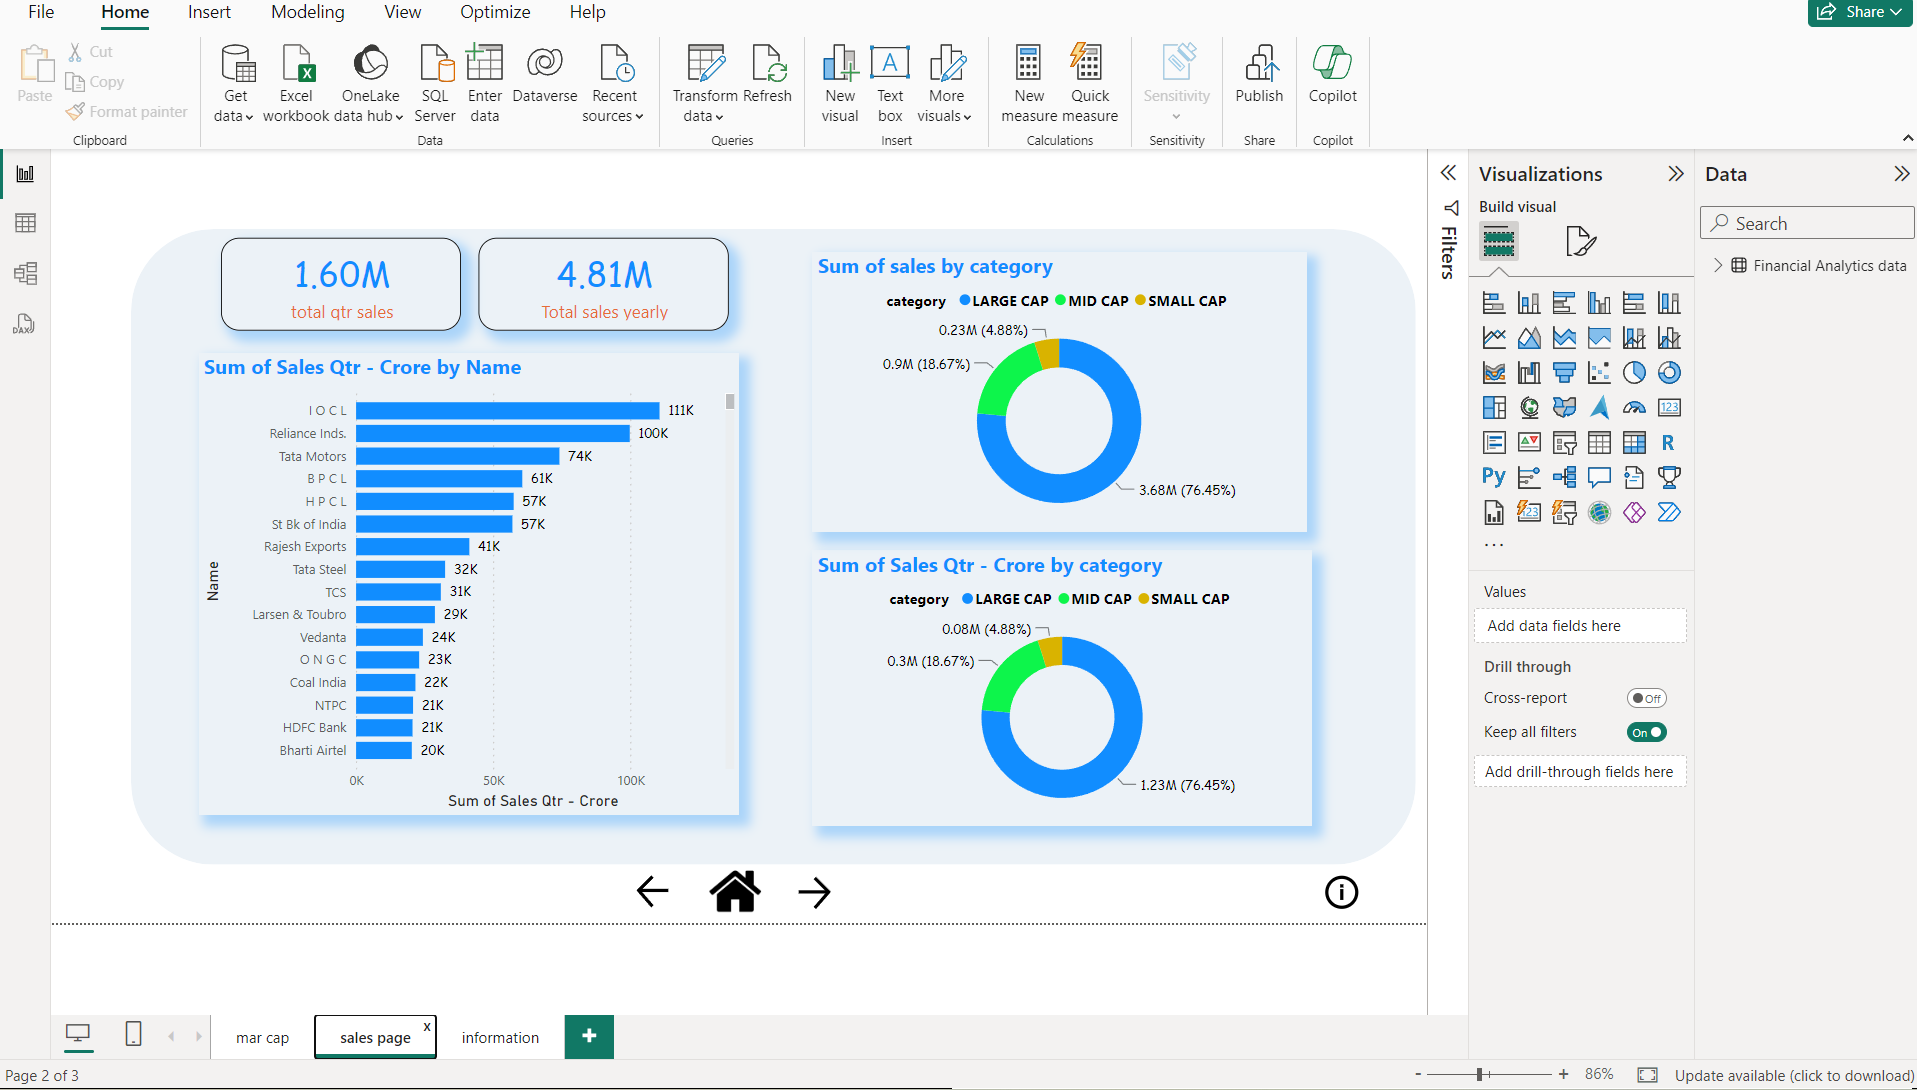 File Home Insert Modeling View Optimize Help
Share
Paste
Cut
Copy
Format painter
Get data
Excel workbook
OneLake data hub
SQL Server
Enter data
Dataverse
Recent sources
Transform data
Refresh
New visual
Text box
More visuals
New measure
Quick measure
Sensitivity
Publish
Copilot
Clipboard
Data
Queries
Insert
Calculations
Sensitivity
Share
Copilot
DAX
1.60M
total qtr sales
4.81M
Total sales yearly
Sum of Sales Qtr - Crore by Name
Name
I O C L 111K
Reliance Inds. 100K
Tata Motors 74K
B P C L 61K
H P C L 57K
St Bk of India 57K
Rajesh Exports 41K
Tata Steel 32K
TCS 31K
Larsen & Toubro 29K
Vedanta 24K
O N G C 23K
Coal India 22K
NTPC 21K
HDFC Bank 21K
Bharti Airtel 20K
0K 50K 100K
Sum of Sales Qtr - Crore
Sum of sales by category
category LARGE CAP MID CAP SMALL CAP
0.23M (4.88%)
0.9M (18.67%)
3.68M (76.45%)
Sum of Sales Qtr - Crore by category
category LARGE CAP MID CAP SMALL CAP
0.08M (4.88%)
0.3M (18.67%)
1.23M (76.45%)
Filters
Visualizations
Build visual
A
123
R
Py
123
...
Values
Add data fields here
Drill through
Cross-report Off
Keep all filters On
Add drill-through fields here
Data
Search
Financial Analytics data
mar cap
sales page x
information
+
Page 2 of 3
- + 86%
Update available (click to download)